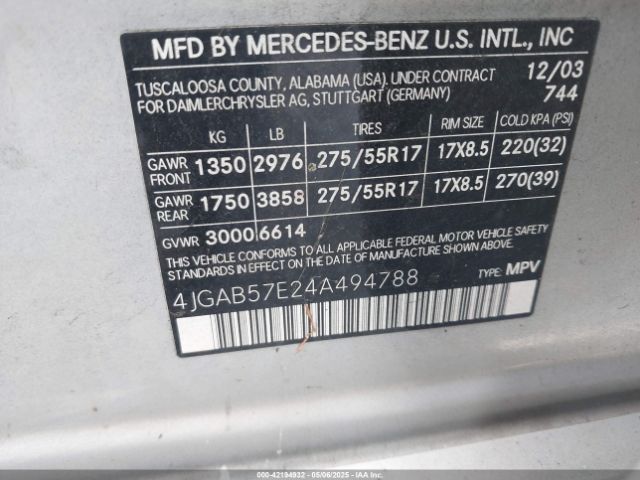 MFD BY MERCEDES-BENZ U.S. INTL., INC
TUSCALOOSA COUNTY, ALABAMA (USA). UNDER CONTRACT 12/03
FOR DAIMLERCHRYSLER AG, STUTTGART (GERMANY) 744
KG LB TIRES RIM SIZE COLD KPA (PSI)
GAWR FRONT 1350 2976 275/55R17 17X8.5 220(32)
GAWR REAR 1750 3858 275/55R17 17X8.5 270(39)
GVWR 3000 6614
THIS VEHICLE CONFORMS TO ALL APPLICABLE FEDERAL MOTOR VEHICLE SAFETY
STANDARDS IN EFFECT ON THE DATE OF MANUFACTURE SHOWN ABOVE.
4JGAB57E24A494788 TYPE: MPV
000-42194932 - 05/06/2025 - COPART.COM